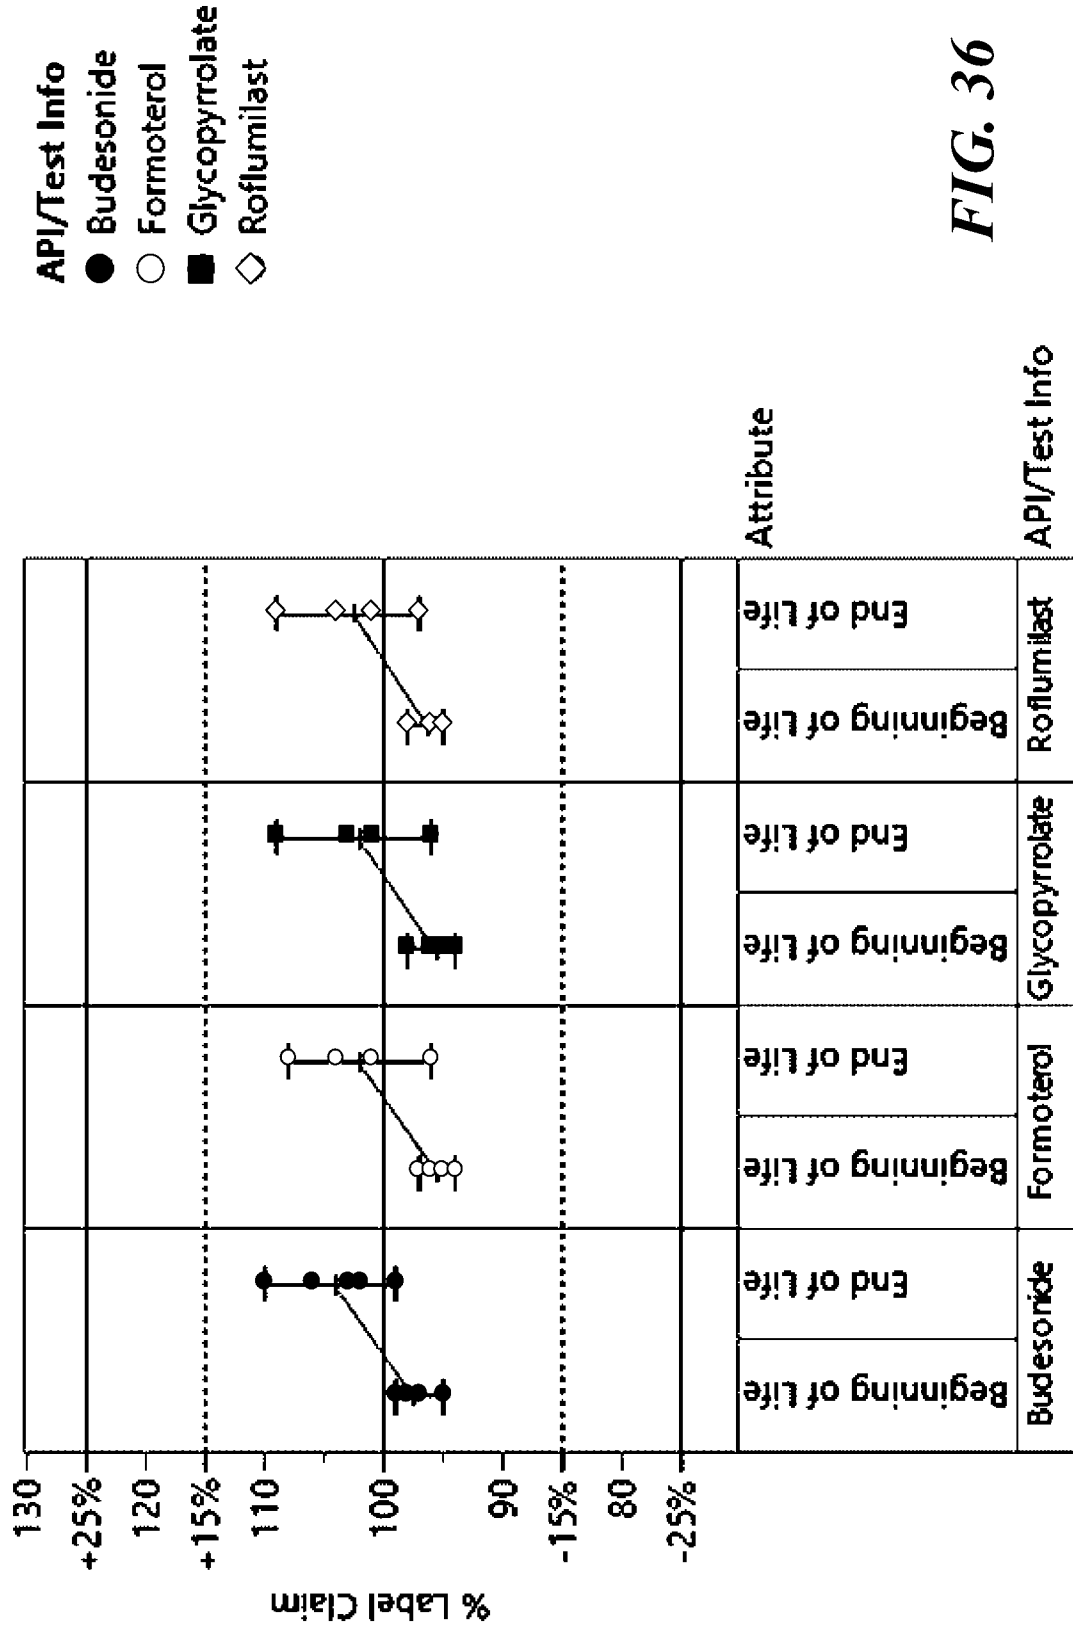 API/Test Info
Budesonide
Formoterol
Glycopyrrolate
Roflumilast
130
+25%
120
+15%
110
100
90
-15%
80
-25%
% Label Claim
Beginning of Life
End of Life
Beginning of Life
End of Life
Beginning of Life
End of Life
Beginning of Life
End of Life
Attribute
Budesonide
Formoterol
Glycopyrrolate
Roflumilast
API/Test Info
FIG. 36